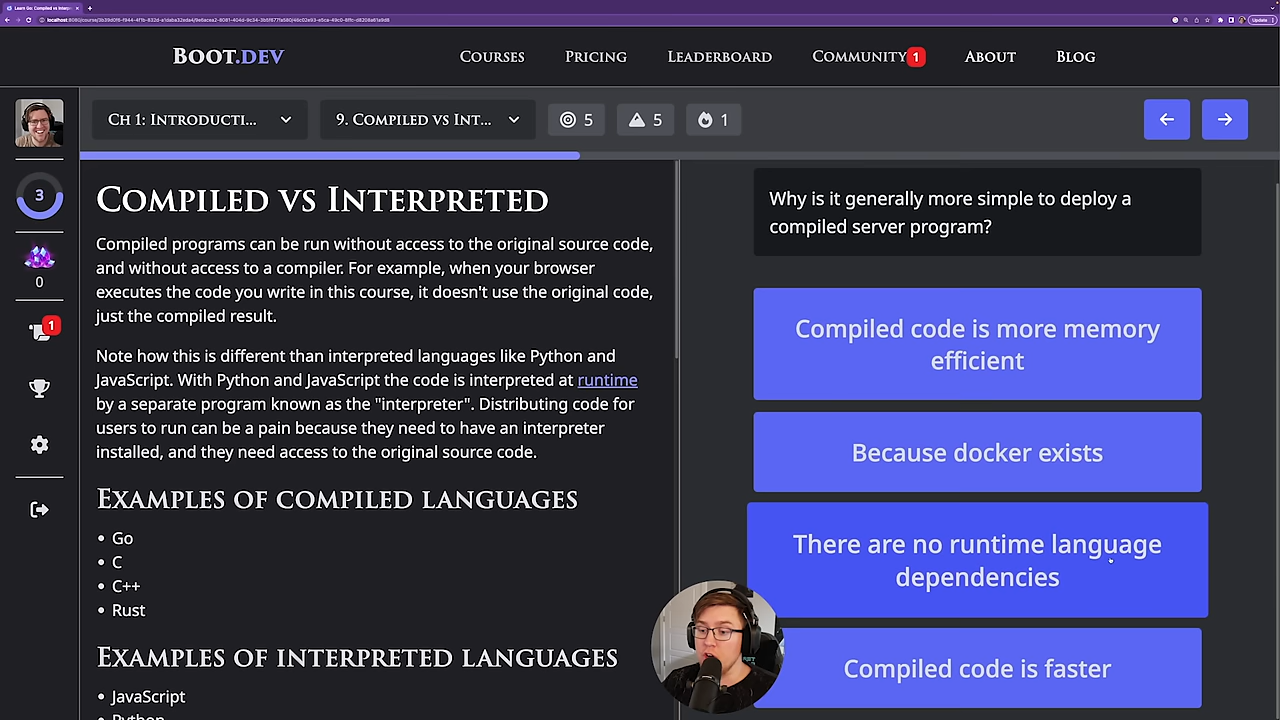 Learn Go: Compiled vs Interp
Update
BOOT.DEV
COURSES
PRICING
LEADERBOARD
COMMUNITY
1
ABOUT
BLOG
CH 1: INTRODUCTI...
9. COMPILED VS INT...
5
5
1
3
0
1
COMPILED VS INTERPRETED
Compiled programs can be run without access to the original source code,
and without access to a compiler. For example, when your browser
executes the code you write in this course, it doesn't use the original code,
just the compiled result.
Note how this is different than interpreted languages like Python and
JavaScript. With Python and JavaScript the code is interpreted at runtime
by a separate program known as the "interpreter". Distributing code for
users to run can be a pain because they need to have an interpreter
installed, and they need access to the original source code.
EXAMPLES OF COMPILED LANGUAGES
• Go
• C
• C++
• Rust
EXAMPLES OF INTERPRETED LANGUAGES
• JavaScript
• Python
Why is it generally more simple to deploy a
compiled server program?
Compiled code is more memory
efficient
Because docker exists
There are no runtime language
dependencies
Compiled code is faster